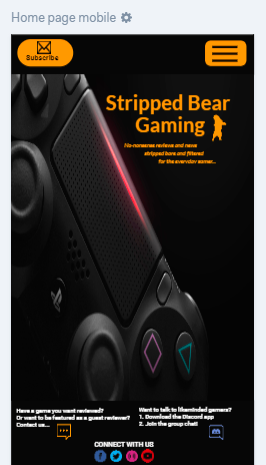 Home page mobile
Subscribe
Stripped Bear
Gaming
No-nonsense reviews and news
stripped bare and filtered
for the everyday gamer...
Have a game you want reviewed?
Or want to be featured as a guest reviewer?
Contact us...
Want to talk to likeminded gamers?
1. Download the Discord app
2. Join the group chat!
CONNECT WITH US